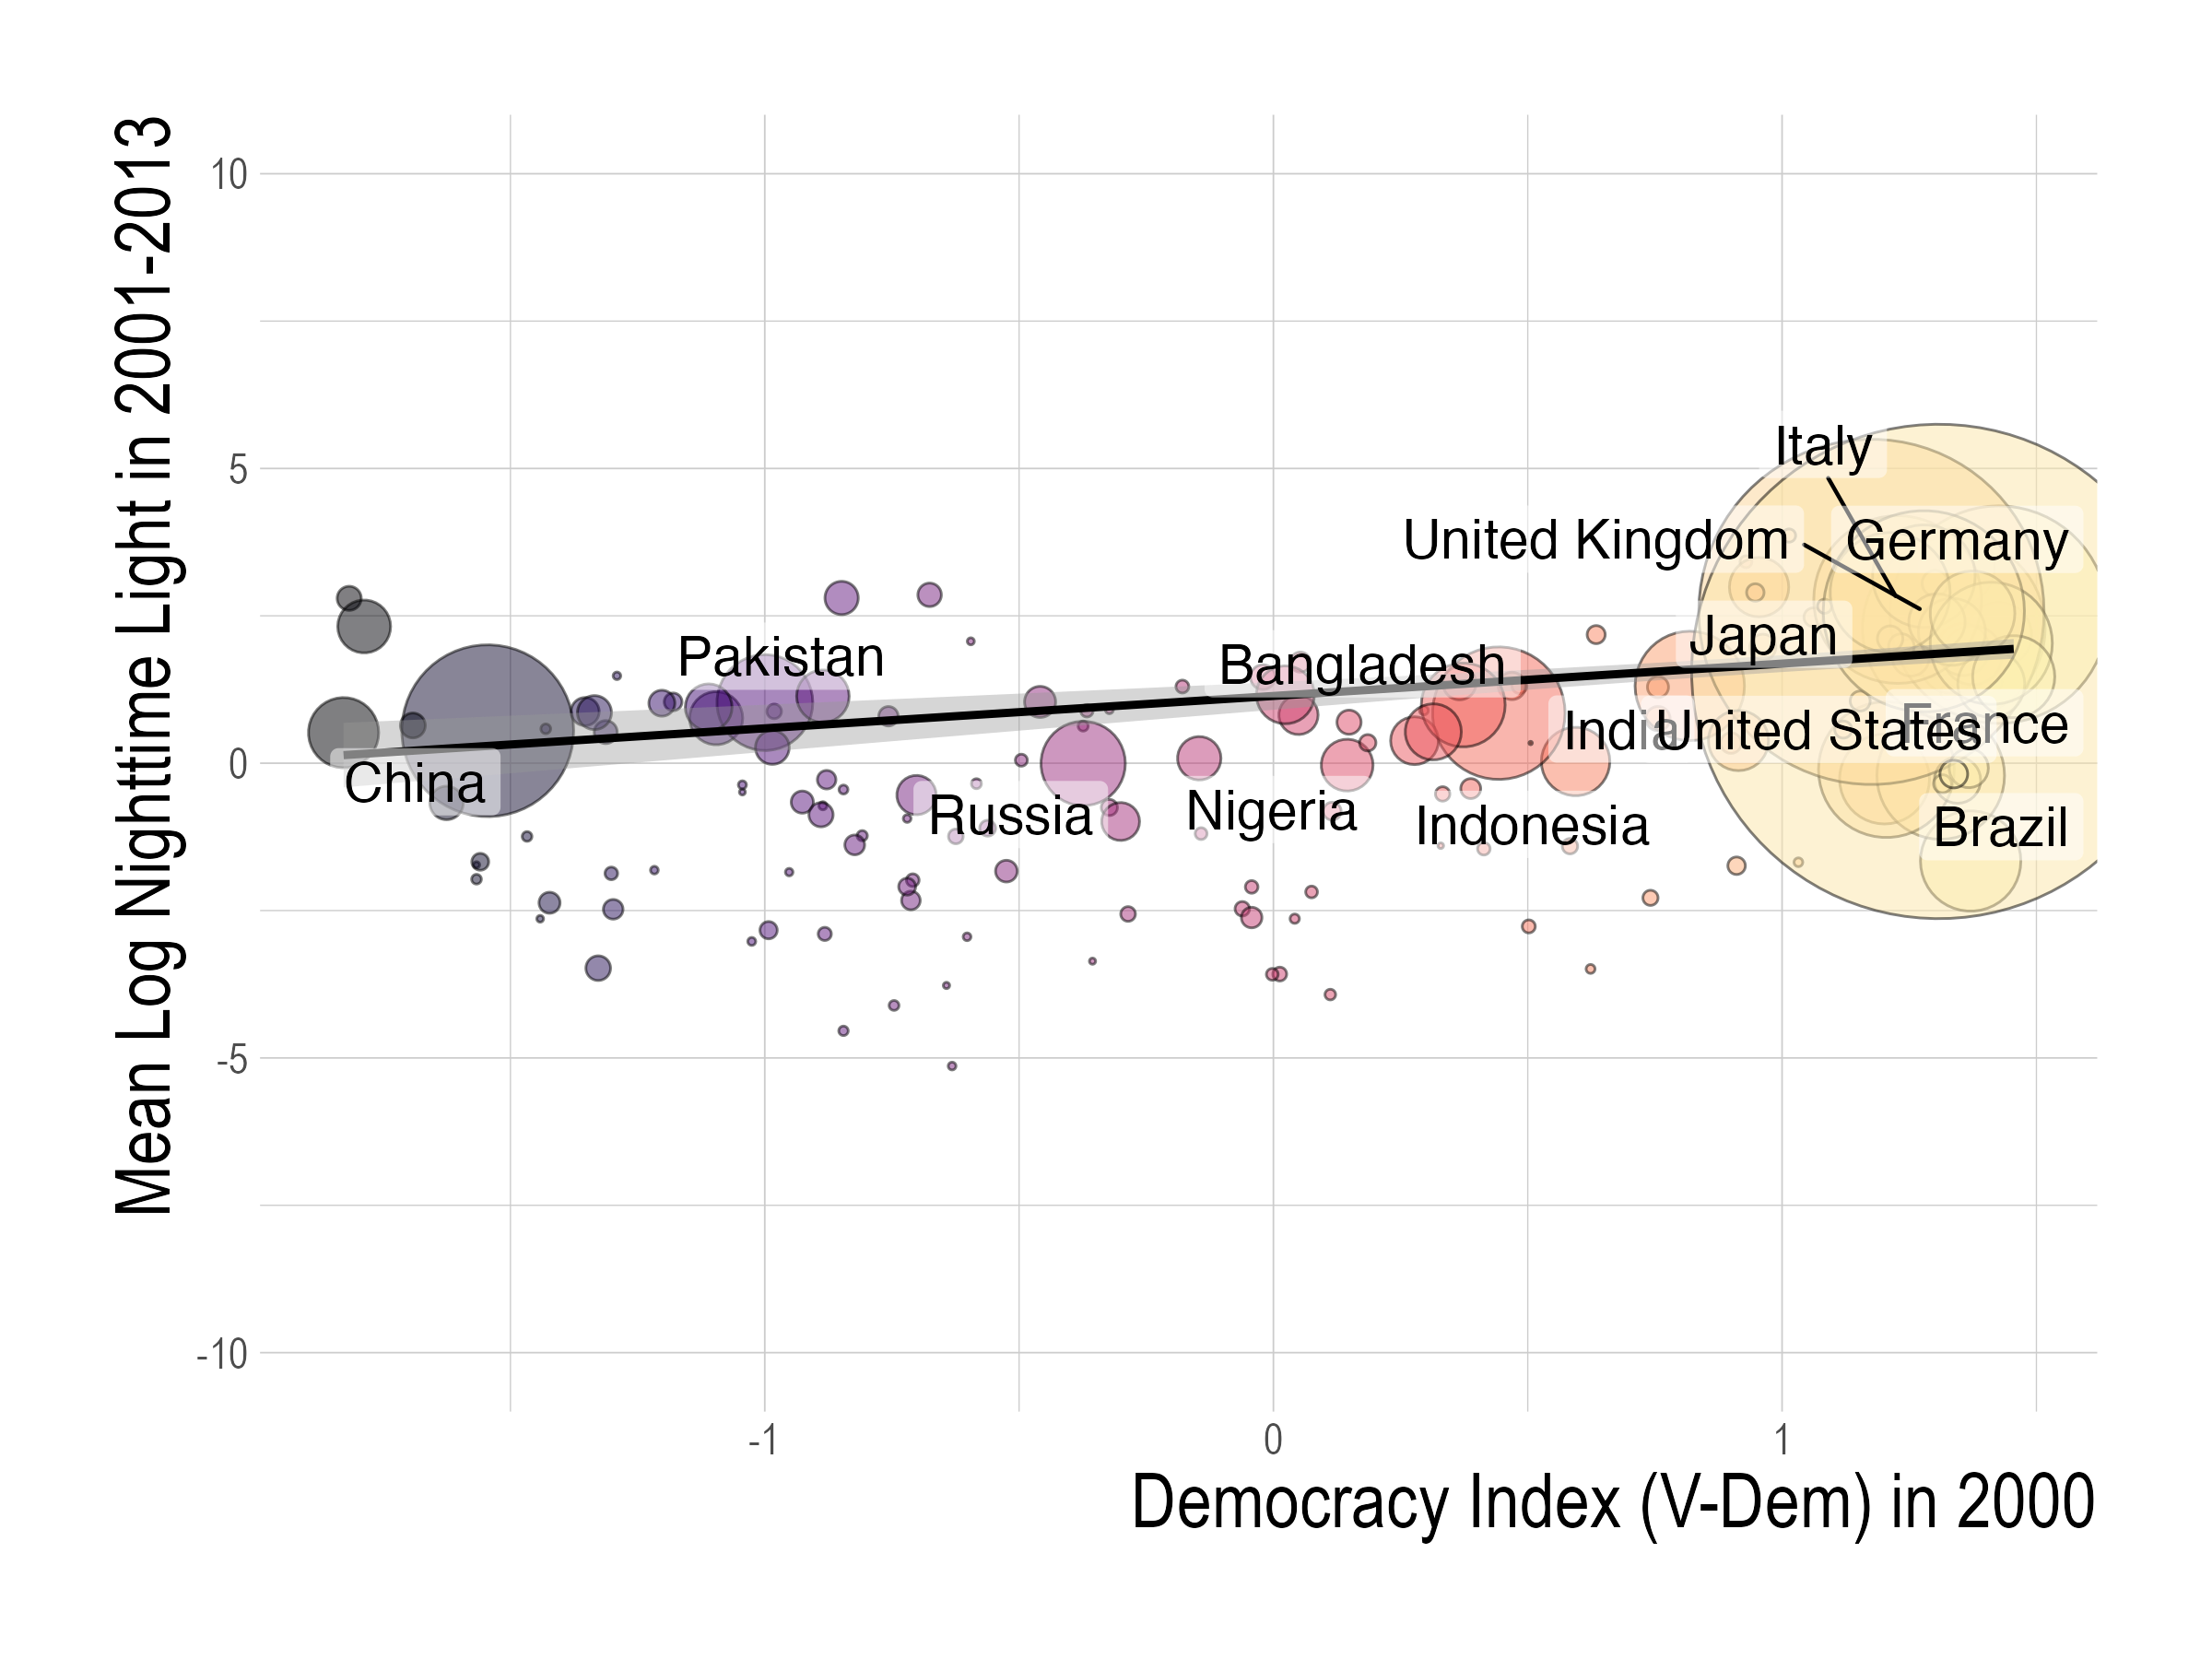 Mean Log Nighttime Light in 2001-2013
10
5
0
-5
-10
Italy
United Kingdom
Germany
Japan
Pakistan
Bangladesh
India
United States
France
China
Russia
Nigeria
Indonesia
Brazil
-1
0
1
Democracy Index (V-Dem) in 2000